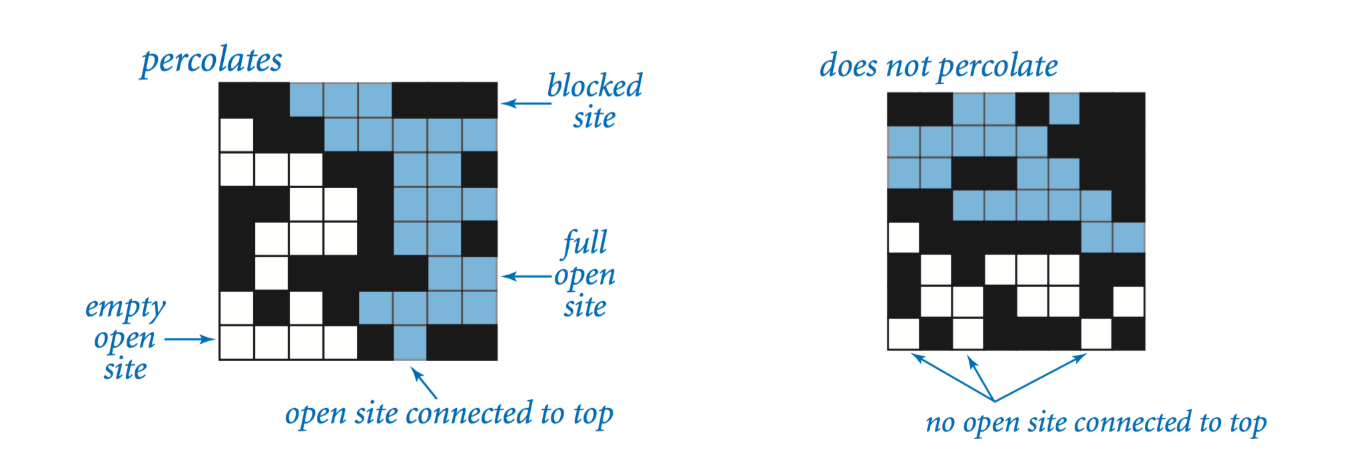 percolates
blocked
site
full
open
site
empty
open
site
open site connected to top
does not percolate
no open site connected to top